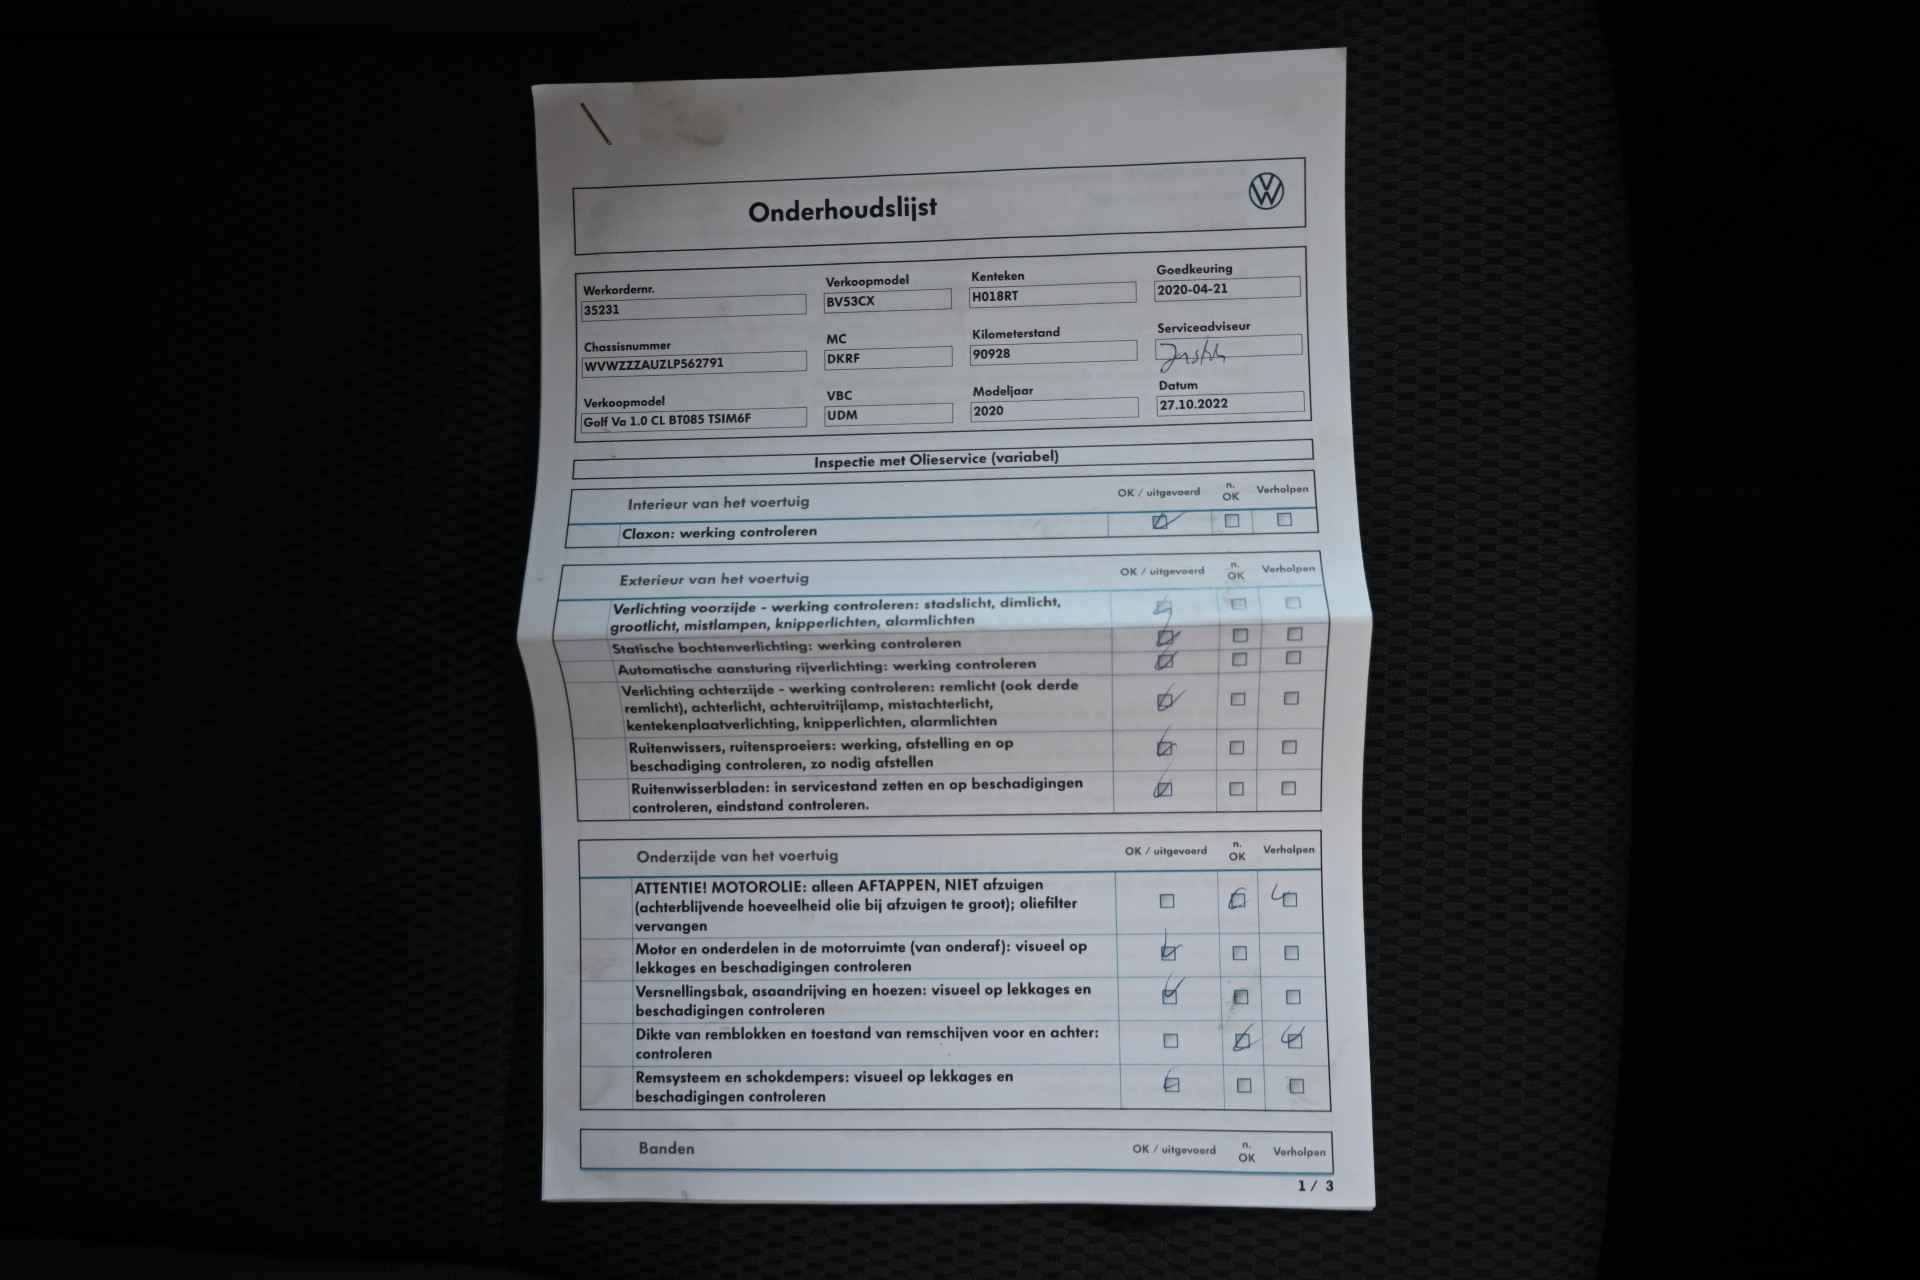 Onderhoudslijst
Werkordernr. Verkoopmodel Kenteken Goedkeuring
35231 BV53CX H018RT 2020-04-21
Chassisnummer MC Kilometerstand Serviceadviseur
WVWZZZAUZLP562791 DKRF 90928
Verkoopmodel VBC Modeljaar Datum
Golf Va 1.0 CL BT085 TSIM6F UDM 2020 27.10.2022
Inspectie met Olieservice (variabel)
Interieur van het voertuig OK / uitgevoerd n. OK Verholpen
Claxon: werking controleren
Exterieur van het voertuig OK / uitgevoerd n. OK Verholpen
Verlichting voorzijde - werking controleren: stadslicht, dimlicht,
grootlicht, mistlampen, knipperlichten, alarmlichten
Statische bochtenverlichting: werking controleren
Automatische aansturing rijverlichting: werking controleren
Verlichting achterzijde - werking controleren: remlicht (ook derde
remlicht), achterlicht, achteruitrijlamp, mistachterlicht,
kentekenplaatverlichting, knipperlichten, alarmlichten
Ruitenwissers, ruitensproeiers: werking, afstelling en op
beschadiging controleren, zo nodig afstellen
Ruitenwisserbladen: in servicestand zetten en op beschadigingen
controleren, eindstand controleren.
Onderzijde van het voertuig OK / uitgevoerd n. OK Verholpen
ATTENTIE! MOTOROLIE: alleen AFTAPPEN, NIET afzuigen
(achterblijvende hoeveelheid olie bij afzuigen te groot); oliefilter
vervangen
Motor en onderdelen in de motorruimte (van onderaf): visueel op
lekkages en beschadigingen controleren
Versnellingsbak, asaandrijving en hoezen: visueel op lekkages en
beschadigingen controleren
Dikte van remblokken en toestand van remschijven voor en achter:
controleren
Remsysteem en schokdempers: visueel op lekkages en
beschadigingen controleren
Banden OK / uitgevoerd n. OK Verholpen
1 / 3